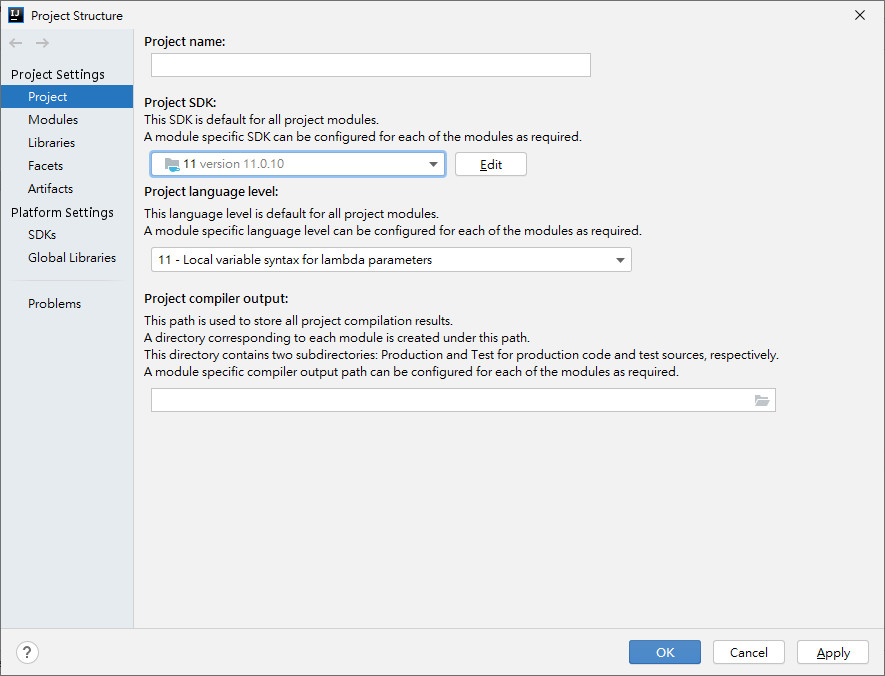 IJ Project Structure
Project Settings
Project
Modules
Libraries
Facets
Artifacts
Platform Settings
SDKs
Global Libraries
Problems
Project name:
Project SDK:
This SDK is default for all project modules.
A module specific SDK can be configured for each of the modules as required.
11 version 11.0.10
Edit
Project language level:
This language level is default for all project modules.
A module specific language level can be configured for each of the modules as required.
11 - Local variable syntax for lambda parameters
Project compiler output:
This path is used to store all project compilation results.
A directory corresponding to each module is created under this path.
This directory contains two subdirectories: Production and Test for production code and test sources, respectively.
A module specific compiler output path can be configured for each of the modules as required.
? OK Cancel Apply